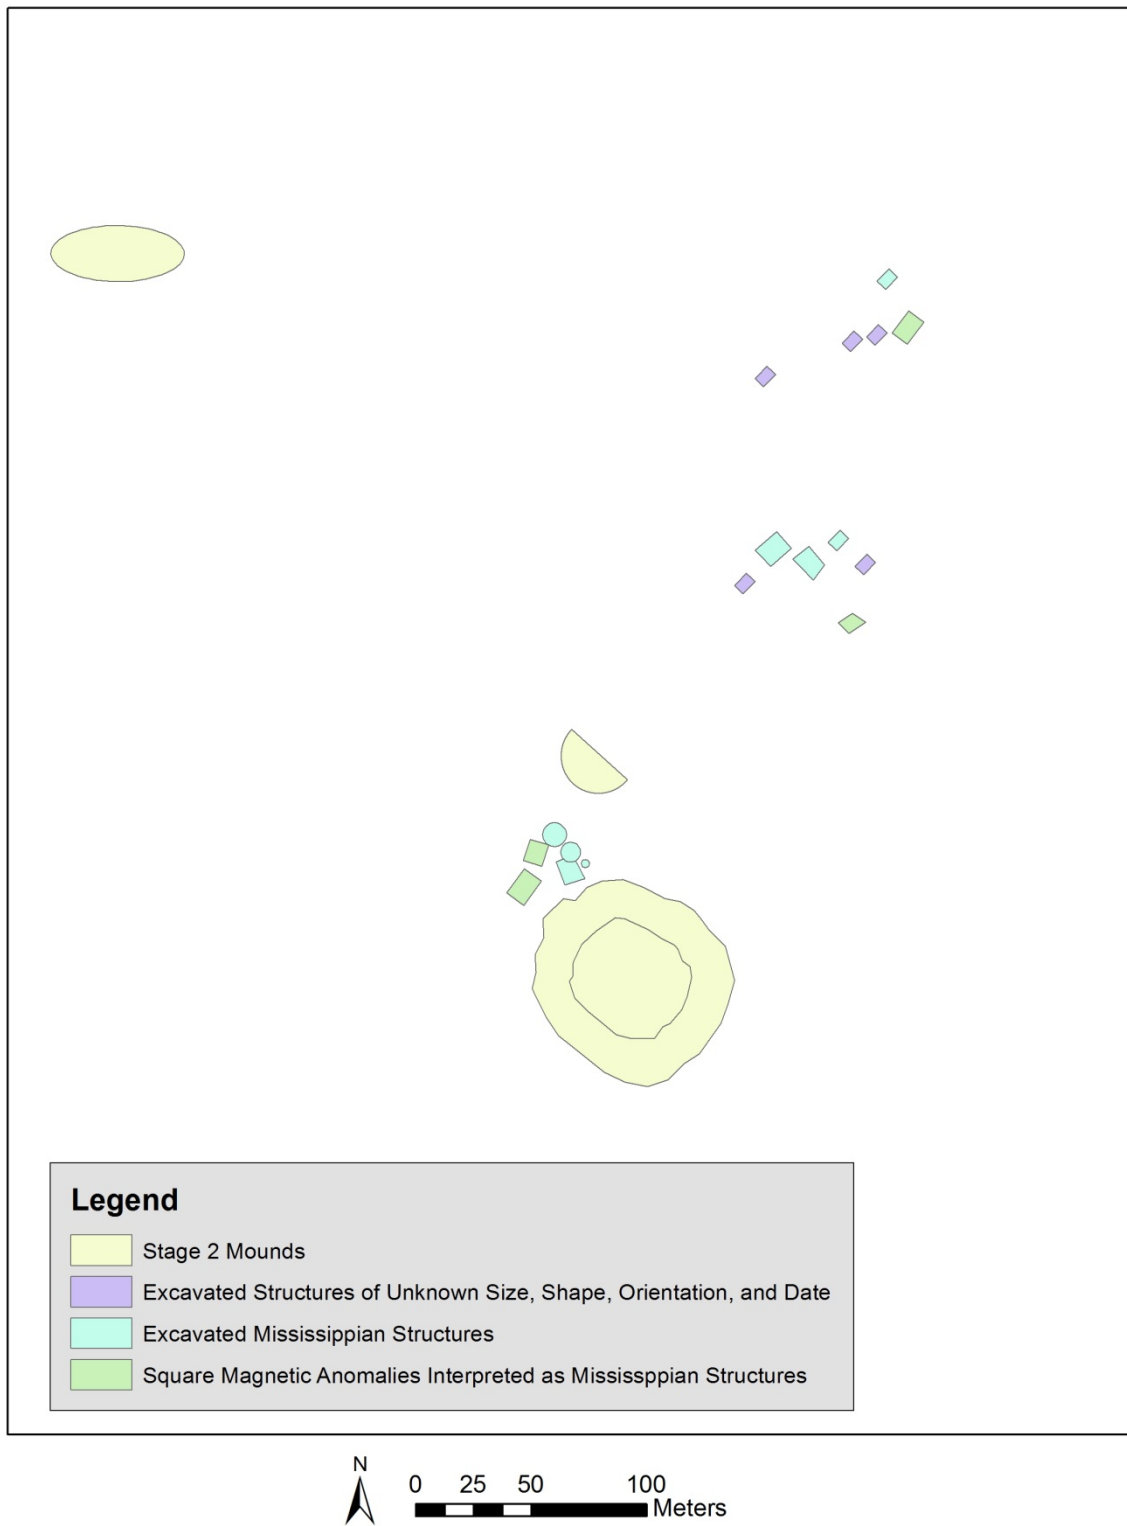 Legend
Stage 2 Mounds
Excavated Structures of Unknown Size, Shape, Orientation, and Date
Excavated Mississippian Structures
Square Magnetic Anomalies Interpreted as Mississppian Structures
N
0 25 50 100
Meters